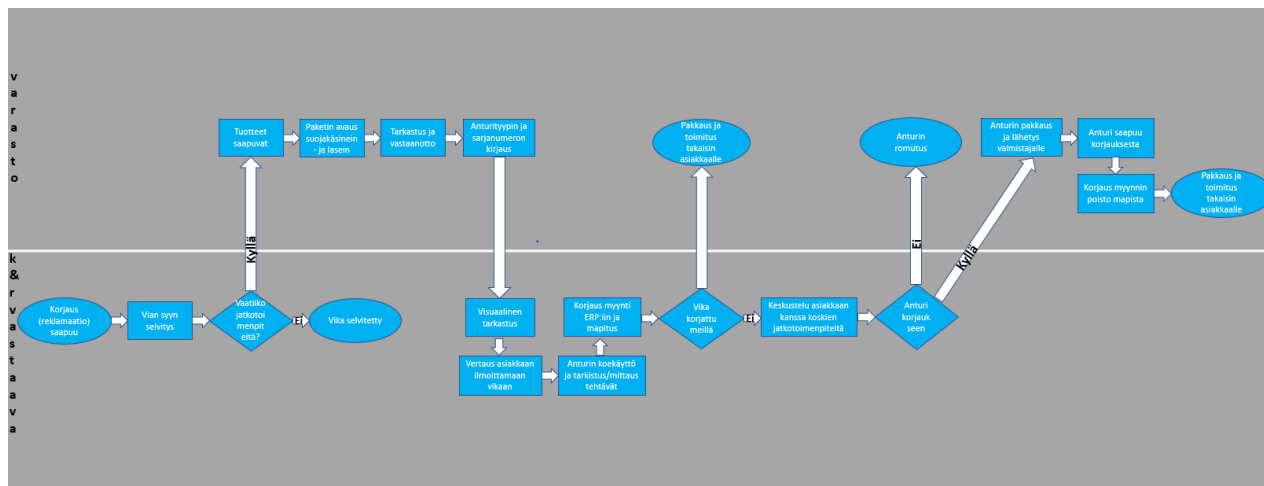 varasto
Tuotteet
saapuvat
Paketin avaus
suojakäsinein
- ja lasein
Tarkastus ja
vastaanotto
Anturityypin ja
sarjanumeron
kirjaus
Pakkaus ja
toimitus
takaisin
asiakkaalle
Anturin
romutus
Anturin pakkaus
ja lähetys
valmistajalle
Anturi saapuu
korjauksesta
Korjaus myynnin
poisto mapista
Pakkaus ja
toimitus
takaisin
asiakkaalle
Kyllä
Ei
Kyllä
k&rvastaava
Korjaus
(reklamaatio)
saapuu
Vian syyn
selvitys
Vaatiiko
jatkotoi
menpit
eitä?
Ei
Vika selvitetty
Visuaalinen
tarkastus
Vertaus asiakkaan
ilmoittamaan
vikaan
Anturin koekäyttö
ja tarkistus/mittaus
tehtävät
Korjaus myynti
ERP:iin ja
mapitus
Vika
korjattu
meillä
Ei
Keskustelu asiakkaan
kanssa koskien
jatkotoimenpiteitä
Anturi
korjauk
seen